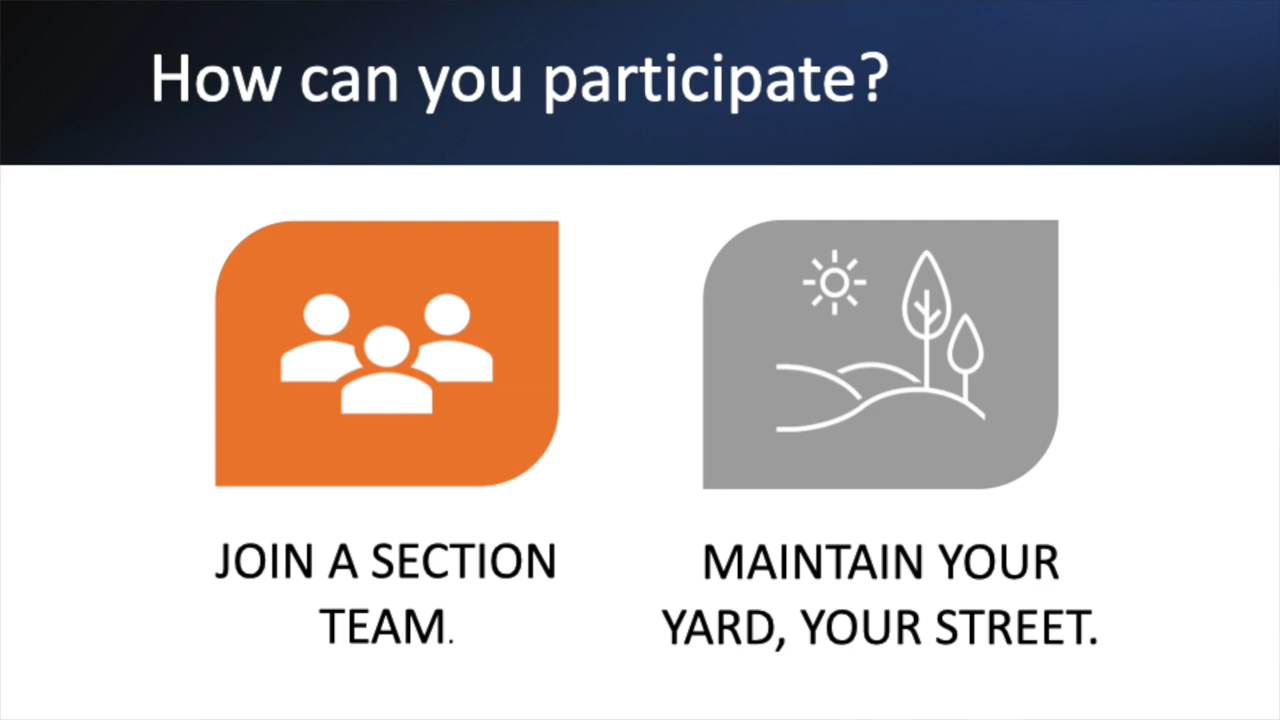 How can you participate?
JOIN A SECTION
TEAM.
MAINTAIN YOUR
YARD, YOUR STREET.